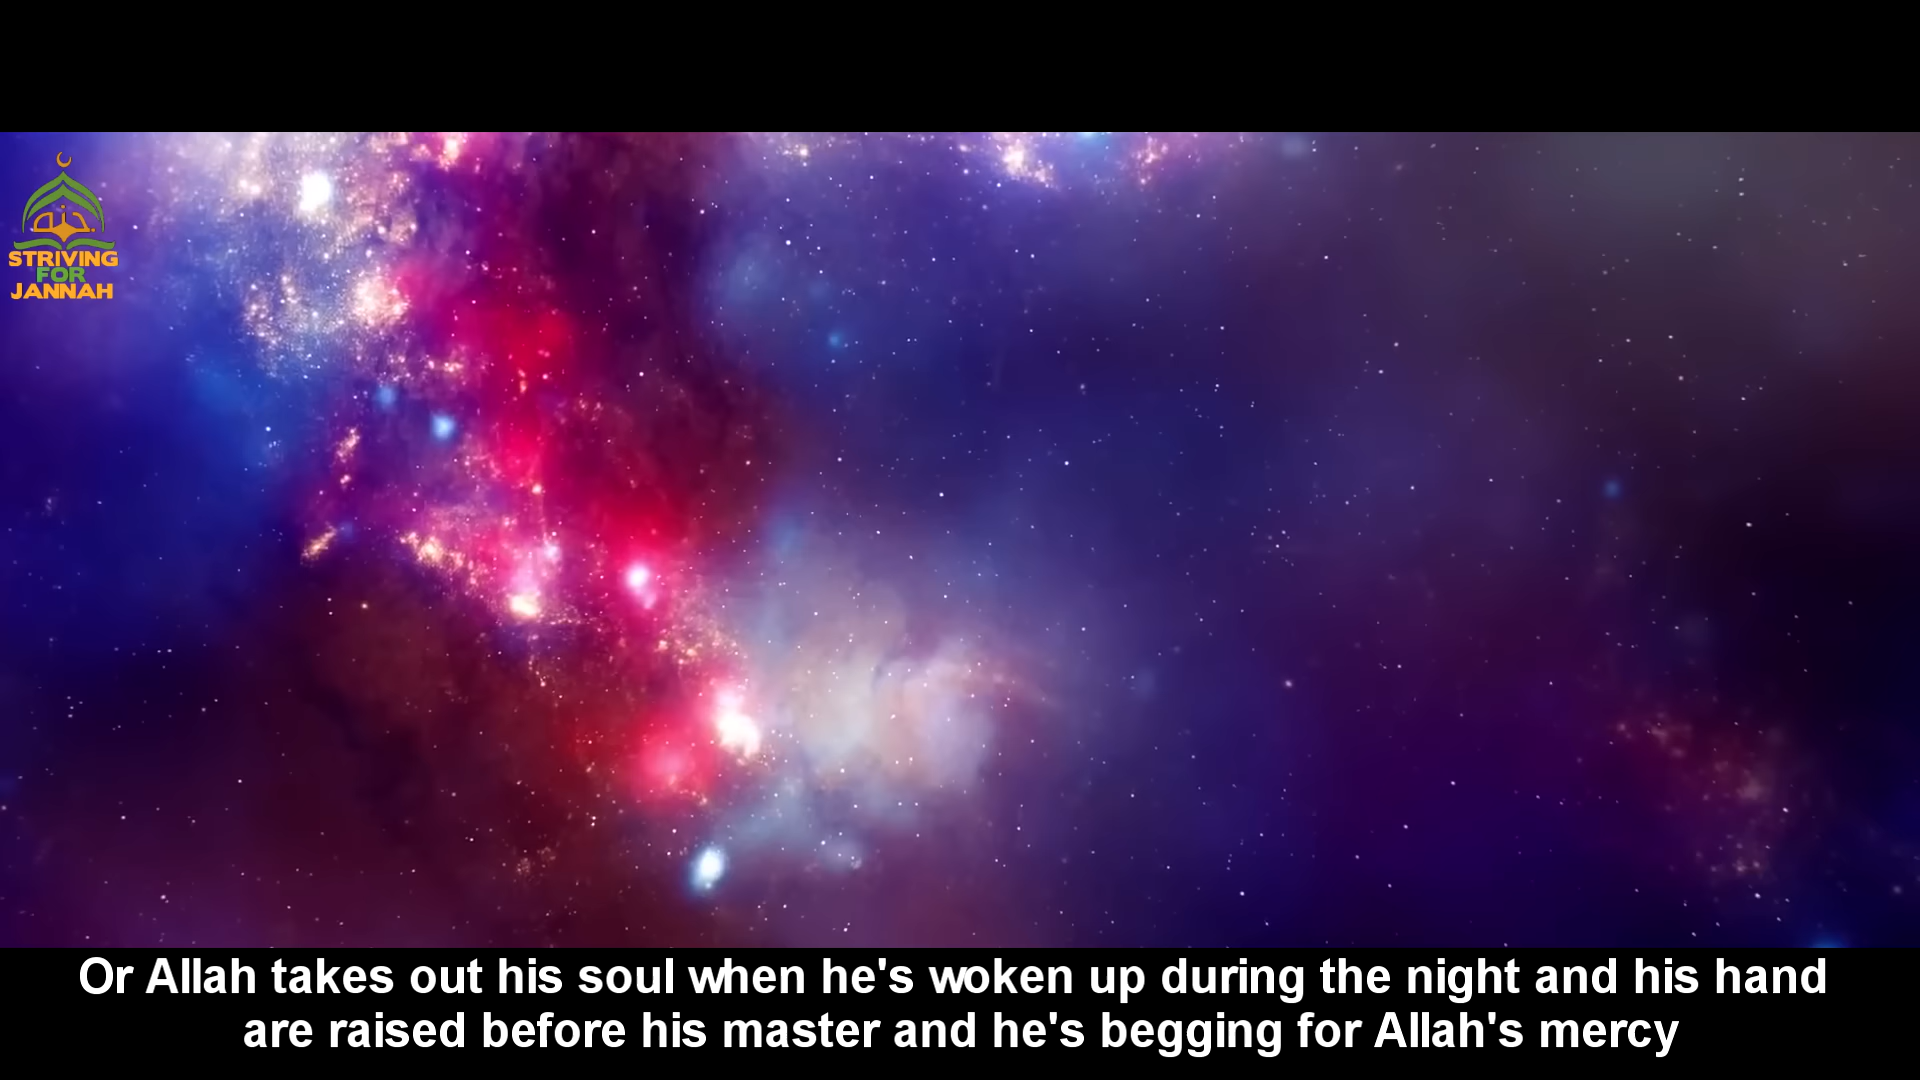 جنة
STRIVING
FOR
JANNAH
Or Allah takes out his soul when he's woken up during the night and his hand
are raised before his master and he's begging for Allah's mercy